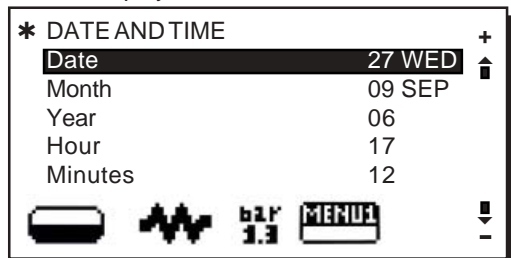 ✱ DATE AND TIME +
Date 27 WED
Month 09 SEP
Year 06
Hour 17
Minutes 12
bar MENU1
1.3 −